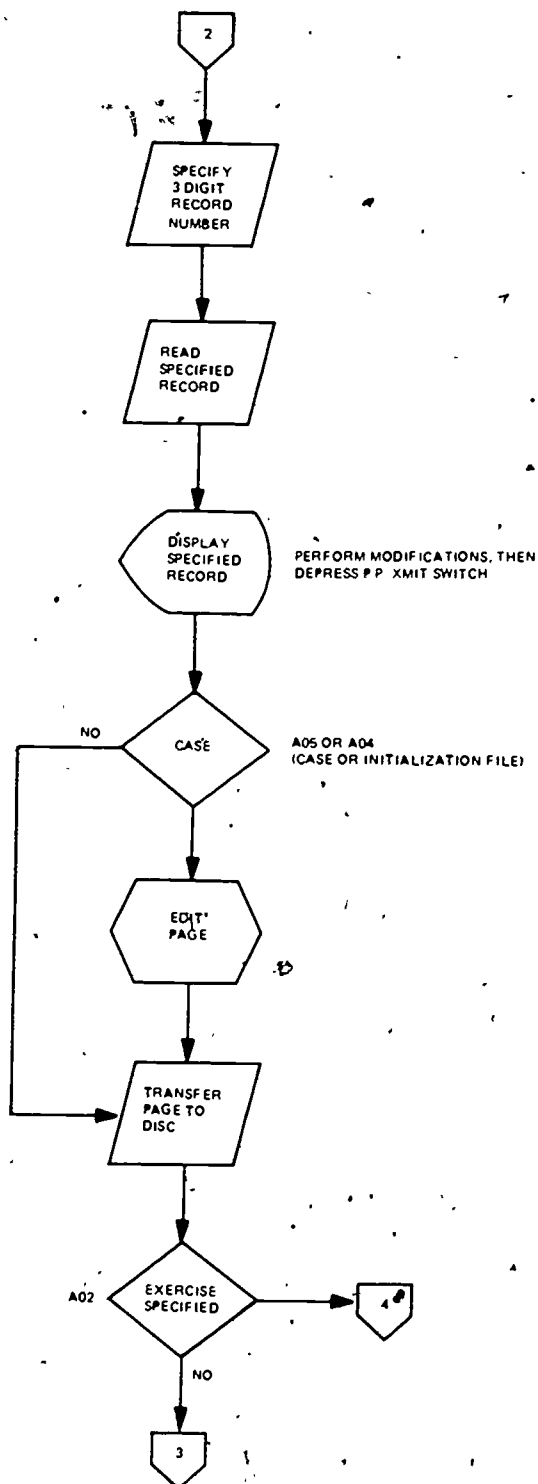 2
SPECIFY
3 DIGIT
RECORD
NUMBER
READ
SPECIFIED
RECORD
DISPLAY
SPECIFIED
RECORD
PERFORM MODIFICATIONS, THEN
DEPRESS P P XMIT SWITCH
NO
CASE
A05 OR A04
(CASE OR INITIALIZATION FILE)
EDIT
PAGE
TRANSFER
PAGE TO
DISC
A02
EXERCISE
SPECIFIED
4
NO
3